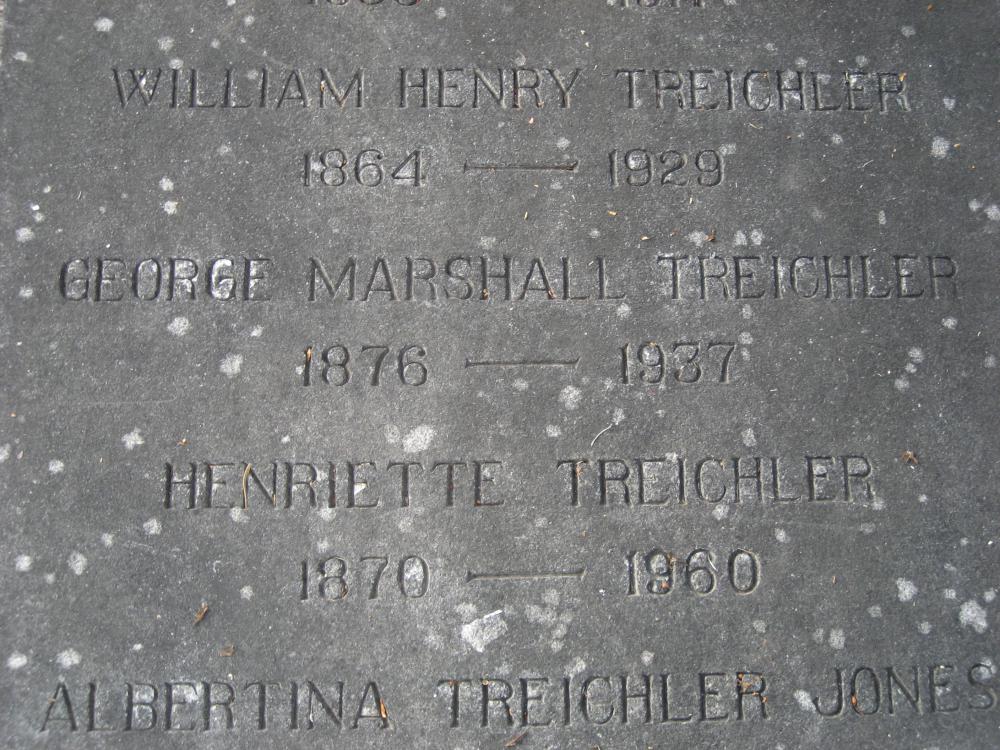 WILLIAM HENRY TREICHLER
1864 — 1929
GEORGE MARSHALL TREICHLER
1876 — 1937
HENRIETTE TREICHLER
1870 — 1960
ALBERTINA TREICHLER JONES